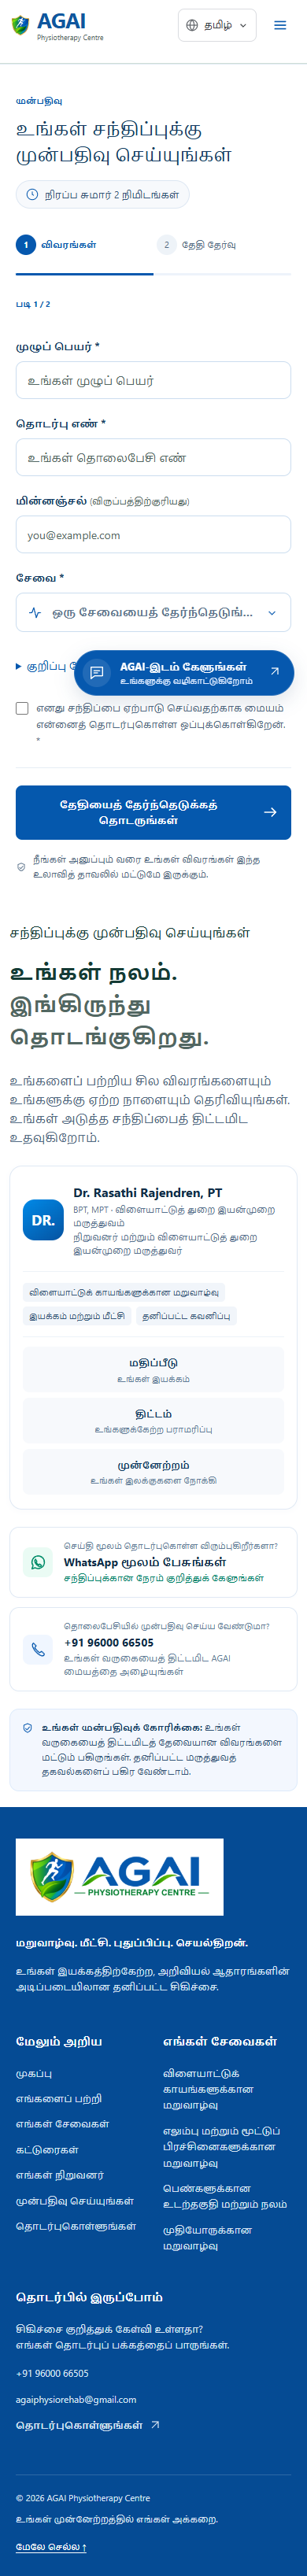 AGAI
Physiotherapy Centre
தமிழ்
முன்பதிவு
உங்கள் சந்திப்புக்கு
முன்பதிவு செய்யுங்கள்
நிரப்ப சுமார் 2 நிமிடங்கள்
1 விவரங்கள்
2 தேதி தேர்வு
படி 1 / 2
முழுப் பெயர் *
உங்கள் முழுப் பெயர்
தொடர்பு எண் *
உங்கள் தொலைபேசி எண்
மின்னஞ்சல் (விருப்பத்திற்குரியது)
you@example.com
சேவை *
ஒரு சேவையைத் தேர்ந்தெடுங்...
குறிப்பு
AGAI-இடம் கேளுங்கள்
உங்களுக்கு வழிகாட்டுகிறோம்
எனது சந்திப்பை ஏற்பாடு செய்வதற்காக மையம்
என்னைத் தொடர்புகொள்ள ஒப்புக்கொள்கிறேன்.
*
தேதியைத் தேர்ந்தெடுக்கத்
தொடருங்கள்
நீங்கள் அனுப்பும் வரை உங்கள் விவரங்கள் இந்த
உலாவித் தாவலில் மட்டுமே இருக்கும்.
சந்திப்புக்கு முன்பதிவு செய்யுங்கள்
உங்கள் நலம்.
இங்கிருந்து
தொடங்குகிறது.
உங்களைப் பற்றிய சில விவரங்களையும்
உங்களுக்கு ஏற்ற நாளையும் தெரிவியுங்கள்.
உங்கள் அடுத்த சந்திப்பைத் திட்டமிட
உதவுகிறோம்.
DR.
Dr. Rasathi Rajendren, PT
BPT, MPT · விளையாட்டுத் துறை இயன்முறை
மருத்துவம்
நிறுவனர் மற்றும் விளையாட்டுத் துறை
இயன்முறை மருத்துவர்
விளையாட்டுக் காயங்களுக்கான மறுவாழ்வு
இயக்கம் மற்றும் மீட்சி
தனிப்பட்ட கவனிப்பு
மதிப்பீடு
உங்கள் இயக்கம்
திட்டம்
உங்களுக்கேற்ற பராமரிப்பு
முன்னேற்றம்
உங்கள் இலக்குகளை நோக்கி
செய்தி மூலம் தொடர்புகொள்ள விரும்புகிறீர்களா?
WhatsApp மூலம் பேசுங்கள்
சந்திப்புக்கான நேரம் குறித்துக் கேளுங்கள்
தொலைபேசியில் முன்பதிவு செய்ய வேண்டுமா?
+91 96000 66505
உங்கள் வருகையைத் திட்டமிட AGAI
மையத்தை அழையுங்கள்
உங்கள் முன்பதிவுக் கோரிக்கை: உங்கள்
வருகையைத் திட்டமிடத் தேவையான விவரங்களை
மட்டும் பகிருங்கள். தனிப்பட்ட மருத்துவத்
தகவல்களைப் பகிர வேண்டாம்.
AGAI
PHYSIOTHERAPY CENTRE
மறுவாழ்வு. மீட்சி. புதுப்பிப்பு. செயல்திறன்.
உங்கள் இயக்கத்திற்கேற்ற, அறிவியல் ஆதாரங்களின்
அடிப்படையிலான தனிப்பட்ட சிகிச்சை.
மேலும் அறிய
முகப்பு
எங்களைப் பற்றி
எங்கள் சேவைகள்
கட்டுரைகள்
எங்கள் நிறுவனர்
முன்பதிவு செய்யுங்கள்
தொடர்புகொள்ளுங்கள்
எங்கள் சேவைகள்
விளையாட்டுக்
காயங்களுக்கான
மறுவாழ்வு
எலும்பு மற்றும் மூட்டுப்
பிரச்சினைகளுக்கான
மறுவாழ்வு
பெண்களுக்கான
உடற்தகுதி மற்றும் நலம்
முதியோருக்கான
மறுவாழ்வு
தொடர்பில் இருப்போம்
சிகிச்சை குறித்துக் கேள்வி உள்ளதா?
எங்கள் தொடர்புப் பக்கத்தைப் பாருங்கள்.
+91 96000 66505
agaiphysiorehab@gmail.com
தொடர்புகொள்ளுங்கள்
© 2026 AGAI Physiotherapy Centre
உங்கள் முன்னேற்றத்தில் எங்கள் அக்கறை.
மேலே செல்ல ↑